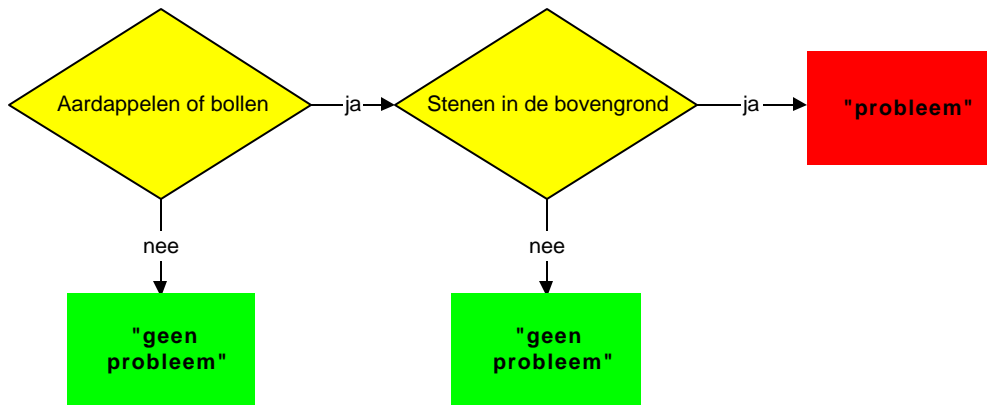 Aardappelen of bollen
ja
Stenen in de bovengrond
ja
"probleem"
nee
nee
"geen
probleem"
"geen
probleem"